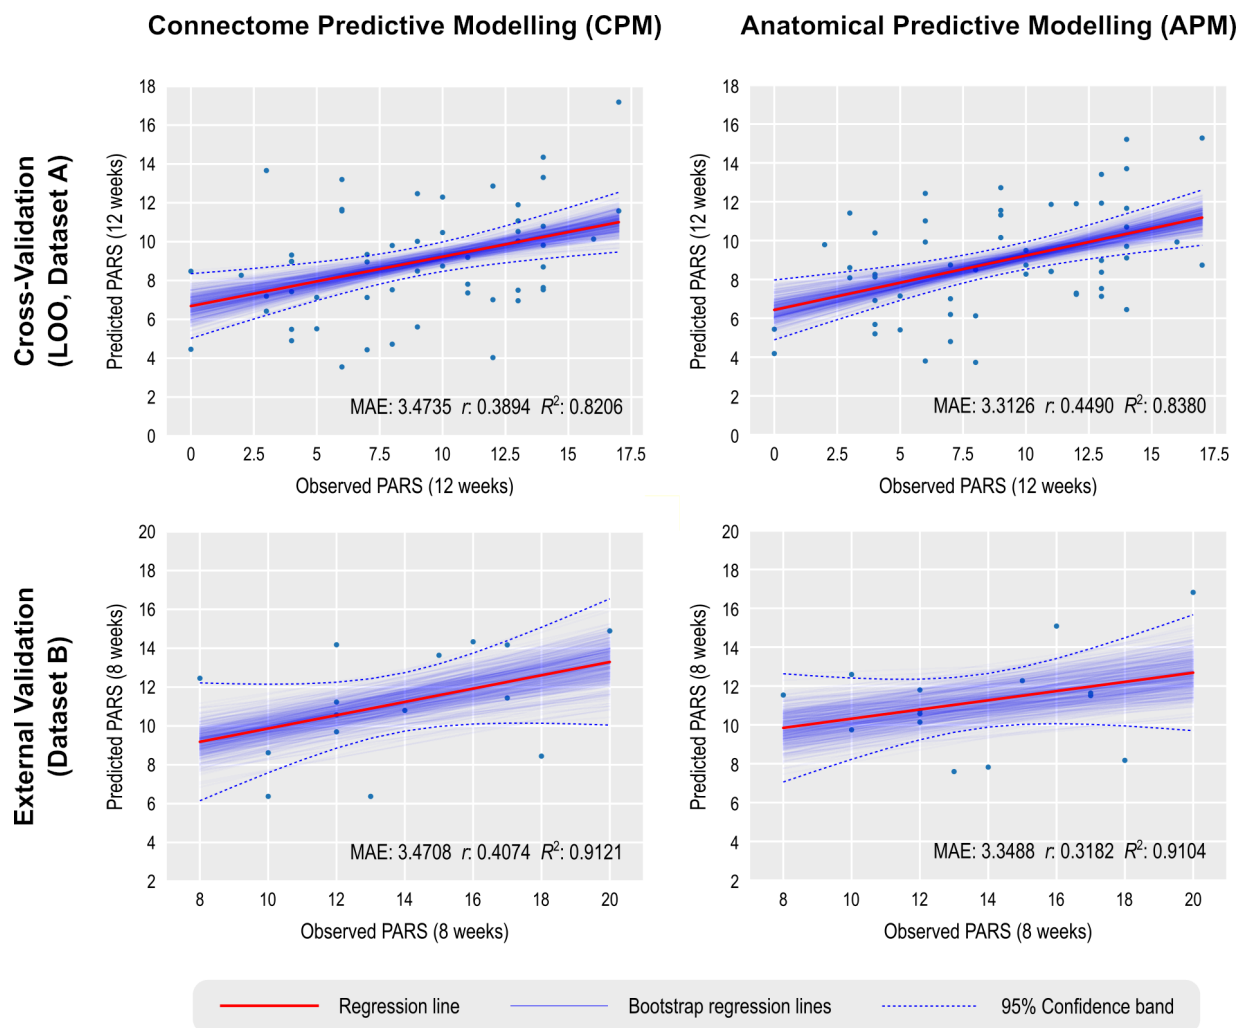 Connectome Predictive Modelling (CPM)
Anatomical Predictive Modelling (APM)
Cross-Validation
(LOO, Dataset A)
Predicted PARS (12 weeks)
18
16
14
12
10
8
6
4
2
0
MAE: 3.4735 r: 0.3894 R²: 0.8206
0 2.5 5 7.5 10 12.5 15 17.5
Observed PARS (12 weeks)
Predicted PARS (12 weeks)
18
16
14
12
10
8
6
4
2
0
MAE: 3.3126 r: 0.4490 R²: 0.8380
0 2.5 5 7.5 10 12.5 15 17.5
Observed PARS (12 weeks)
External Validation
(Dataset B)
Predicted PARS (8 weeks)
20
18
16
14
12
10
8
6
4
2
MAE: 3.4708 r: 0.4074 R²: 0.9121
8 10 12 14 16 18 20
Observed PARS (8 weeks)
Predicted PARS (8 weeks)
20
18
16
14
12
10
8
6
4
2
MAE: 3.3488 r: 0.3182 R²: 0.9104
8 10 12 14 16 18 20
Observed PARS (8 weeks)
Regression line
Bootstrap regression lines
95% Confidence band